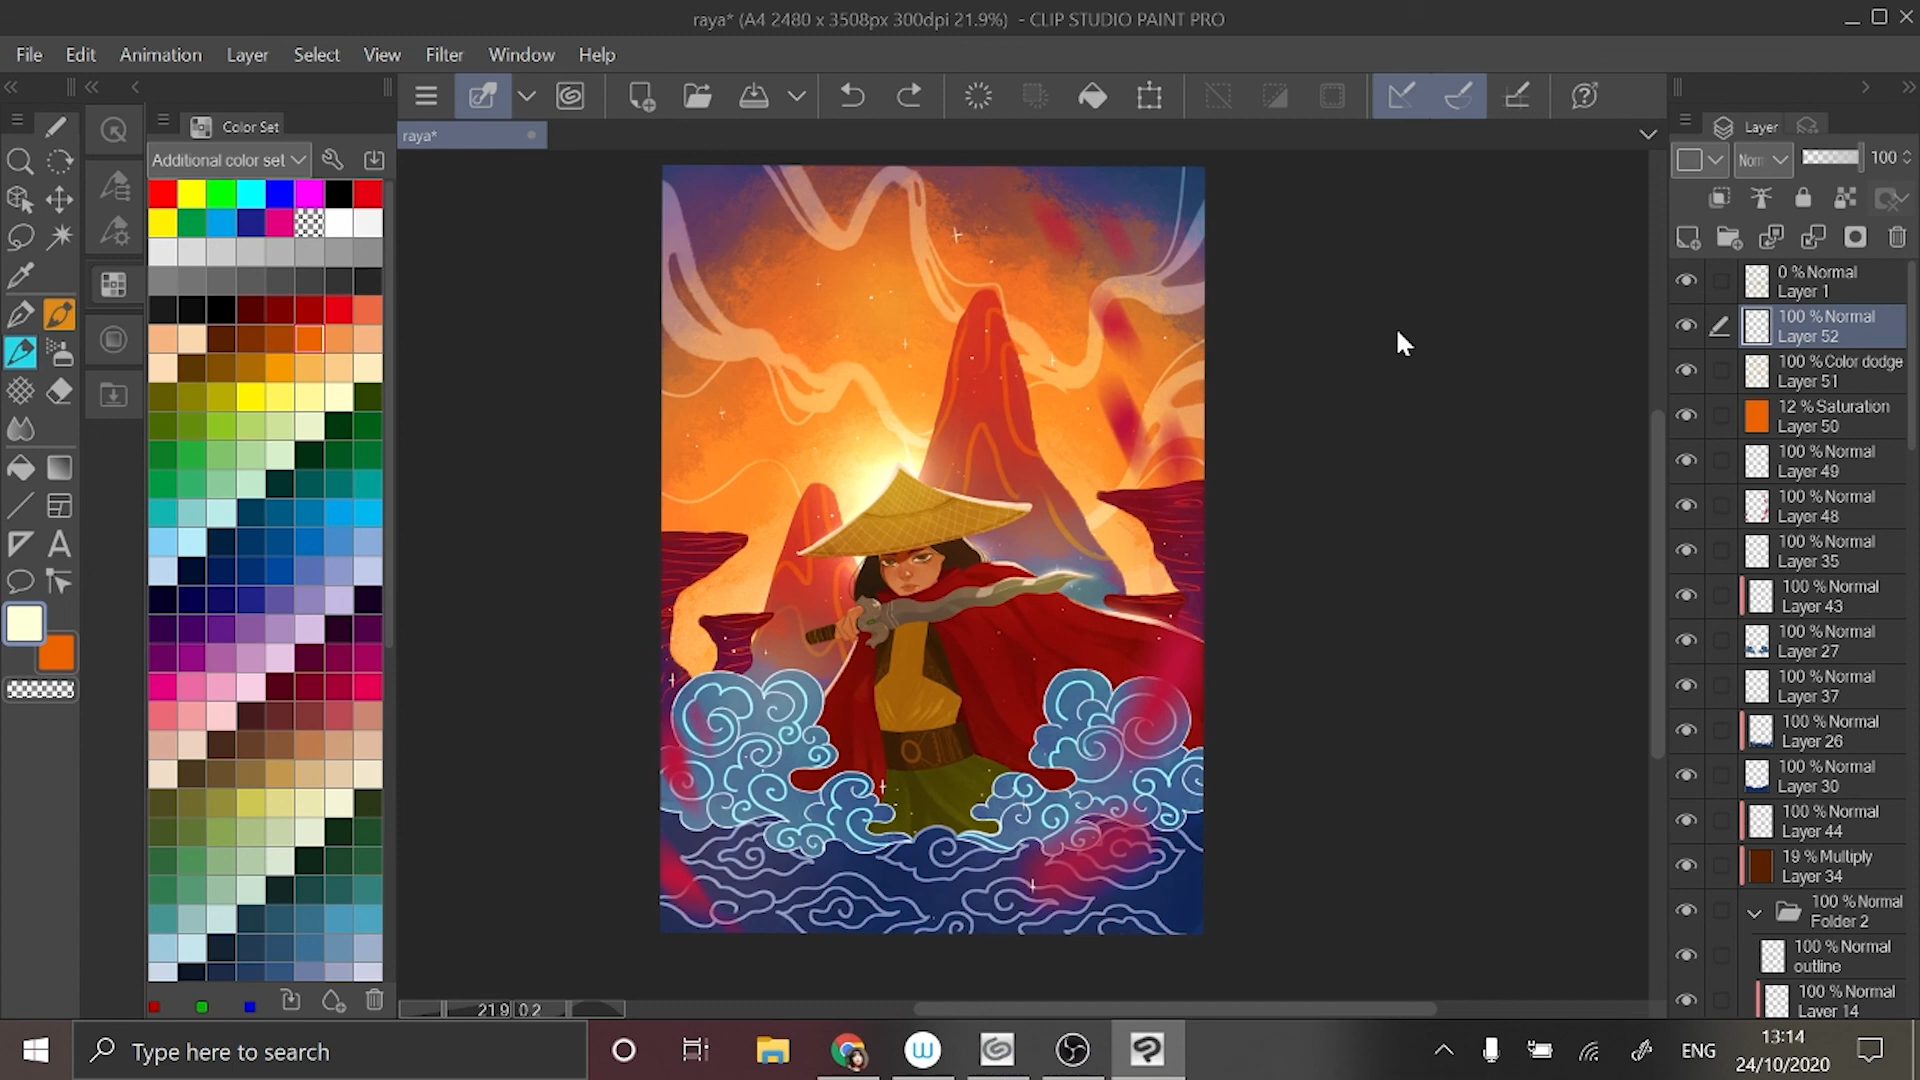 raya* (A4 2480 x 3508px 300dpi 21.9%) - CLIP STUDIO PAINT PRO
File Edit Animation Layer Select View Filter Window Help
Color Set
raya*
Layer
Additional color set
Norm
100
0 % Normal
Layer 1
100 % Normal
Layer 52
100 % Color dodge
Layer 51
12 % Saturation
Layer 50
100 % Normal
Layer 49
100 % Normal
Layer 48
100 % Normal
Layer 35
100 % Normal
Layer 43
100 % Normal
Layer 27
100 % Normal
Layer 37
100 % Normal
Layer 26
100 % Normal
Layer 30
100 % Normal
Layer 44
19 % Multiply
Layer 34
100 % Normal
Folder 2
100 % Normal
outline
100 % Normal
Layer 14
21.9 0.2
Type here to search
ENG
13:14
24/10/2020